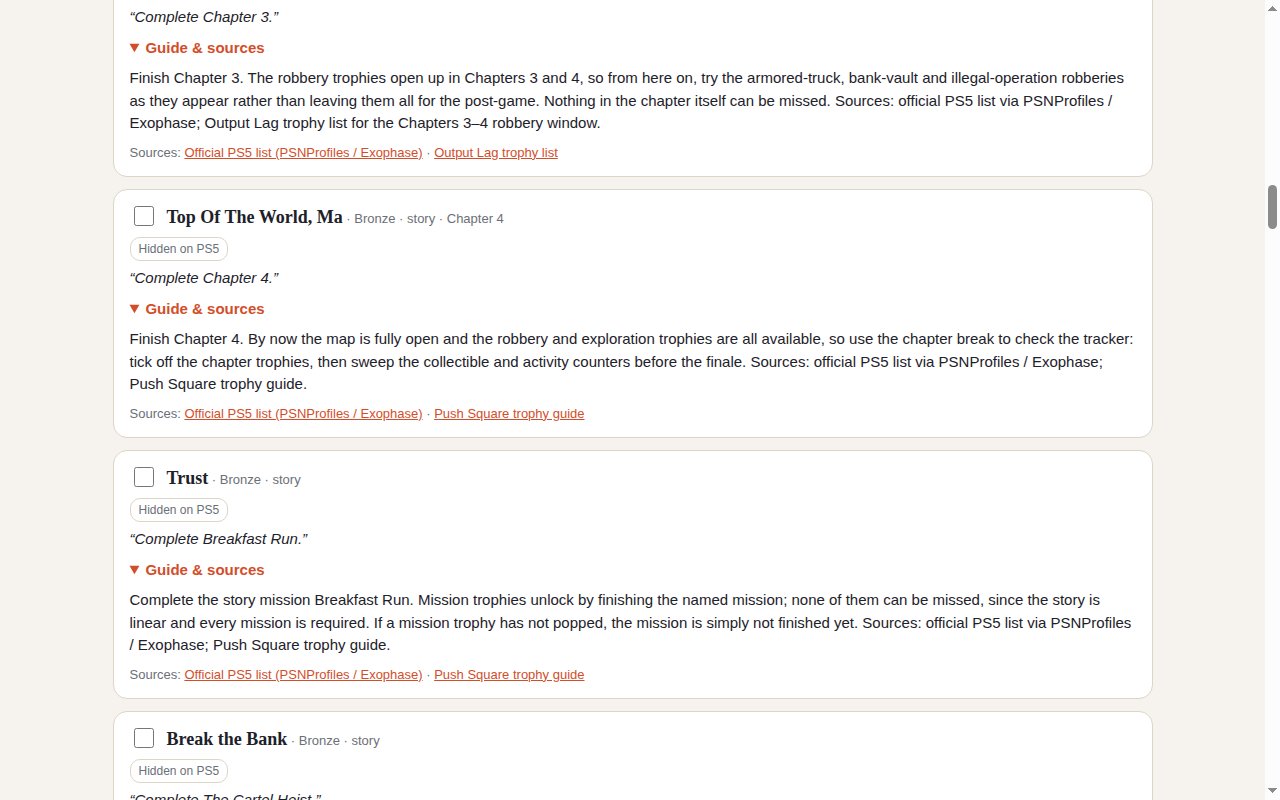 “Complete Chapter 3.”
▼ Guide & sources
Finish Chapter 3. The robbery trophies open up in Chapters 3 and 4, so from here on, try the armored-truck, bank-vault and illegal-operation robberies
as they appear rather than leaving them all for the post-game. Nothing in the chapter itself can be missed. Sources: official PS5 list via PSNProfiles /
Exophase; Output Lag trophy list for the Chapters 3–4 robbery window.
Sources: Official PS5 list (PSNProfiles / Exophase) · Output Lag trophy list
Top Of The World, Ma · Bronze · story · Chapter 4
Hidden on PS5
“Complete Chapter 4.”
▼ Guide & sources
Finish Chapter 4. By now the map is fully open and the robbery and exploration trophies are all available, so use the chapter break to check the tracker:
tick off the chapter trophies, then sweep the collectible and activity counters before the finale. Sources: official PS5 list via PSNProfiles / Exophase;
Push Square trophy guide.
Sources: Official PS5 list (PSNProfiles / Exophase) · Push Square trophy guide
Trust · Bronze · story
Hidden on PS5
“Complete Breakfast Run.”
▼ Guide & sources
Complete the story mission Breakfast Run. Mission trophies unlock by finishing the named mission; none of them can be missed, since the story is
linear and every mission is required. If a mission trophy has not popped, the mission is simply not finished yet. Sources: official PS5 list via PSNProfiles
/ Exophase; Push Square trophy guide.
Sources: Official PS5 list (PSNProfiles / Exophase) · Push Square trophy guide
Break the Bank · Bronze · story
Hidden on PS5
“Complete The Cartel Heist.”